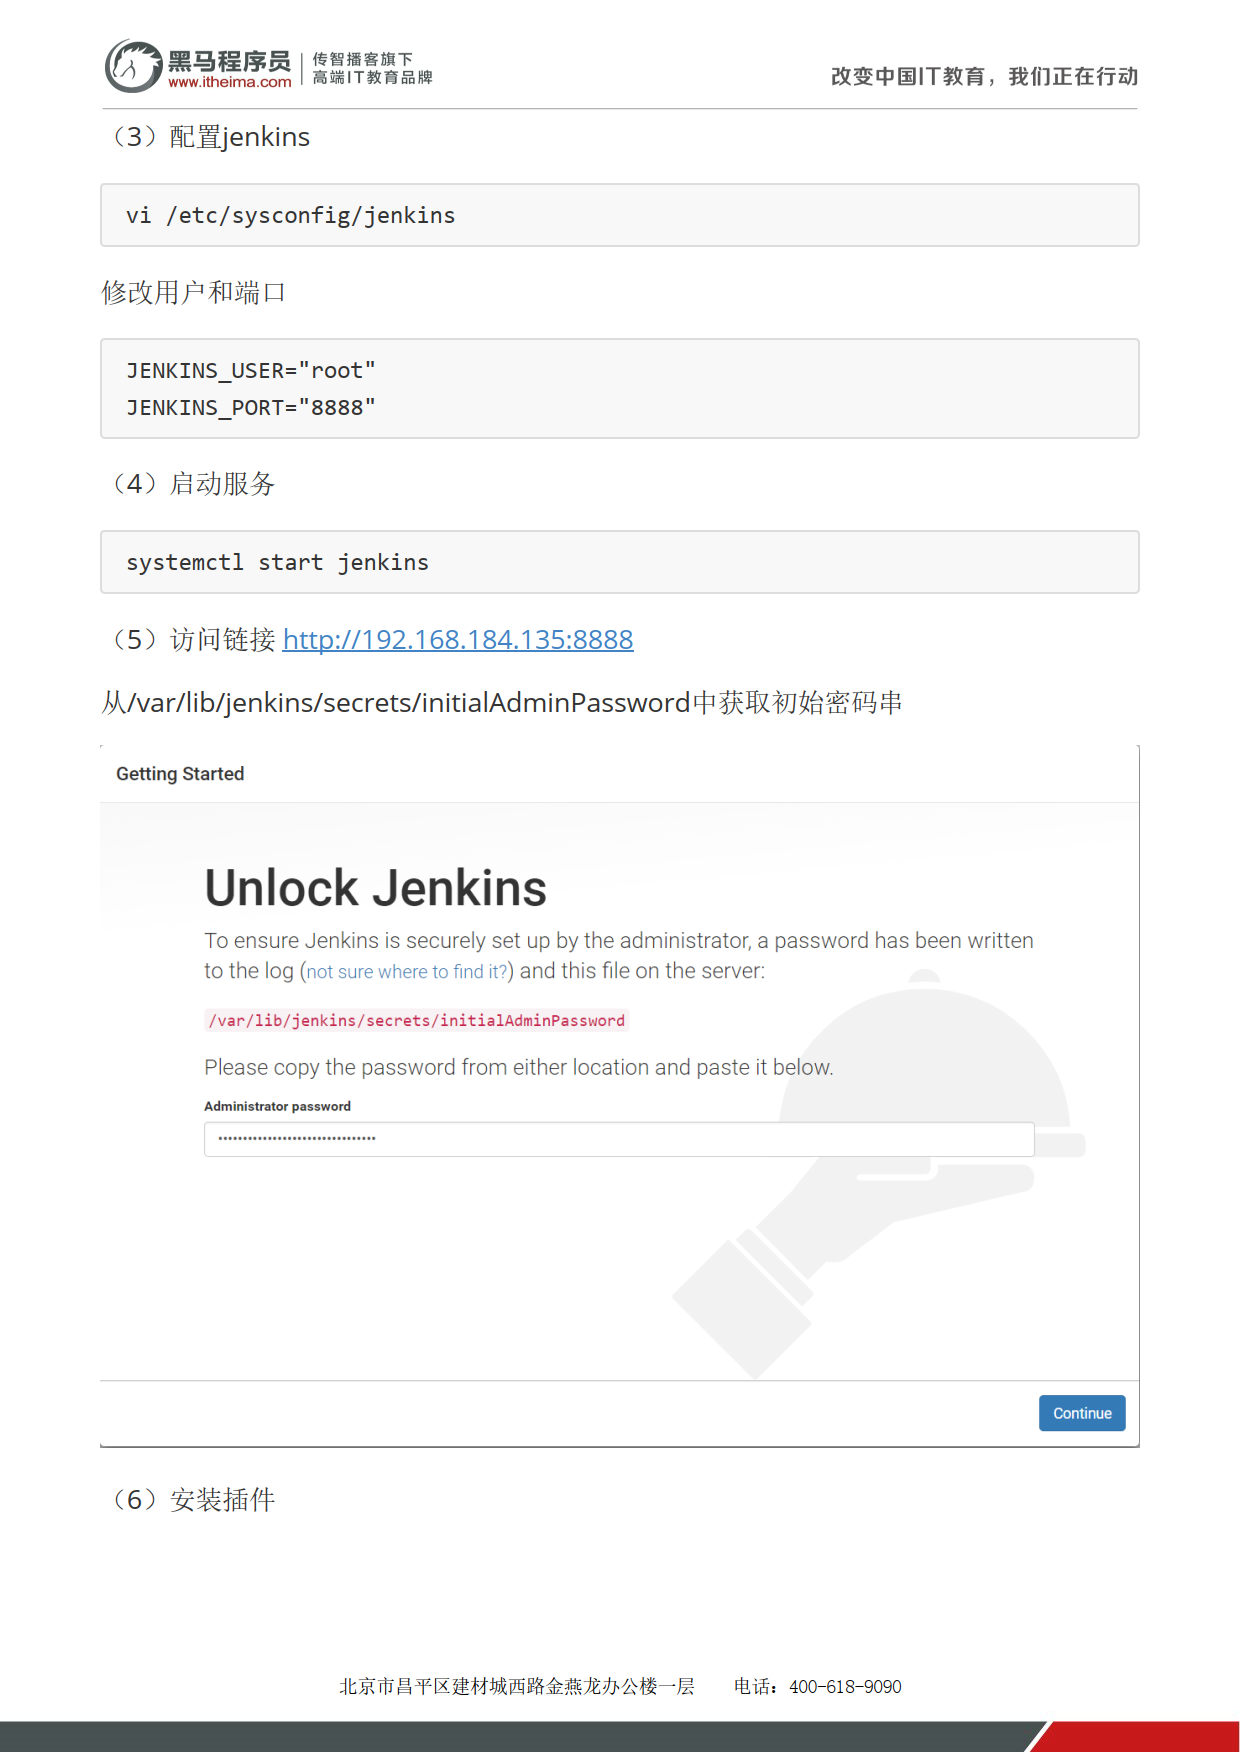 黑马程序员
www.itheima.com
传智播客旗下
高端IT教育品牌
改变中国IT教育，我们正在行动
（3）配置jenkins
vi /etc/sysconfig/jenkins
修改用户和端口
JENKINS_USER="root"
JENKINS_PORT="8888"
（4）启动服务
systemctl start jenkins
（5）访问链接 http://192.168.184.135:8888
从/var/lib/jenkins/secrets/initialAdminPassword中获取初始密码串
Getting Started
Unlock Jenkins
To ensure Jenkins is securely set up by the administrator, a password has been written
to the log (not sure where to find it?) and this file on the server:
/var/lib/jenkins/secrets/initialAdminPassword
Please copy the password from either location and paste it below.
Administrator password
••••••••••••••••••••••••••••••••
Continue
（6）安装插件
北京市昌平区建材城西路金燕龙办公楼一层 电话：400-618-9090